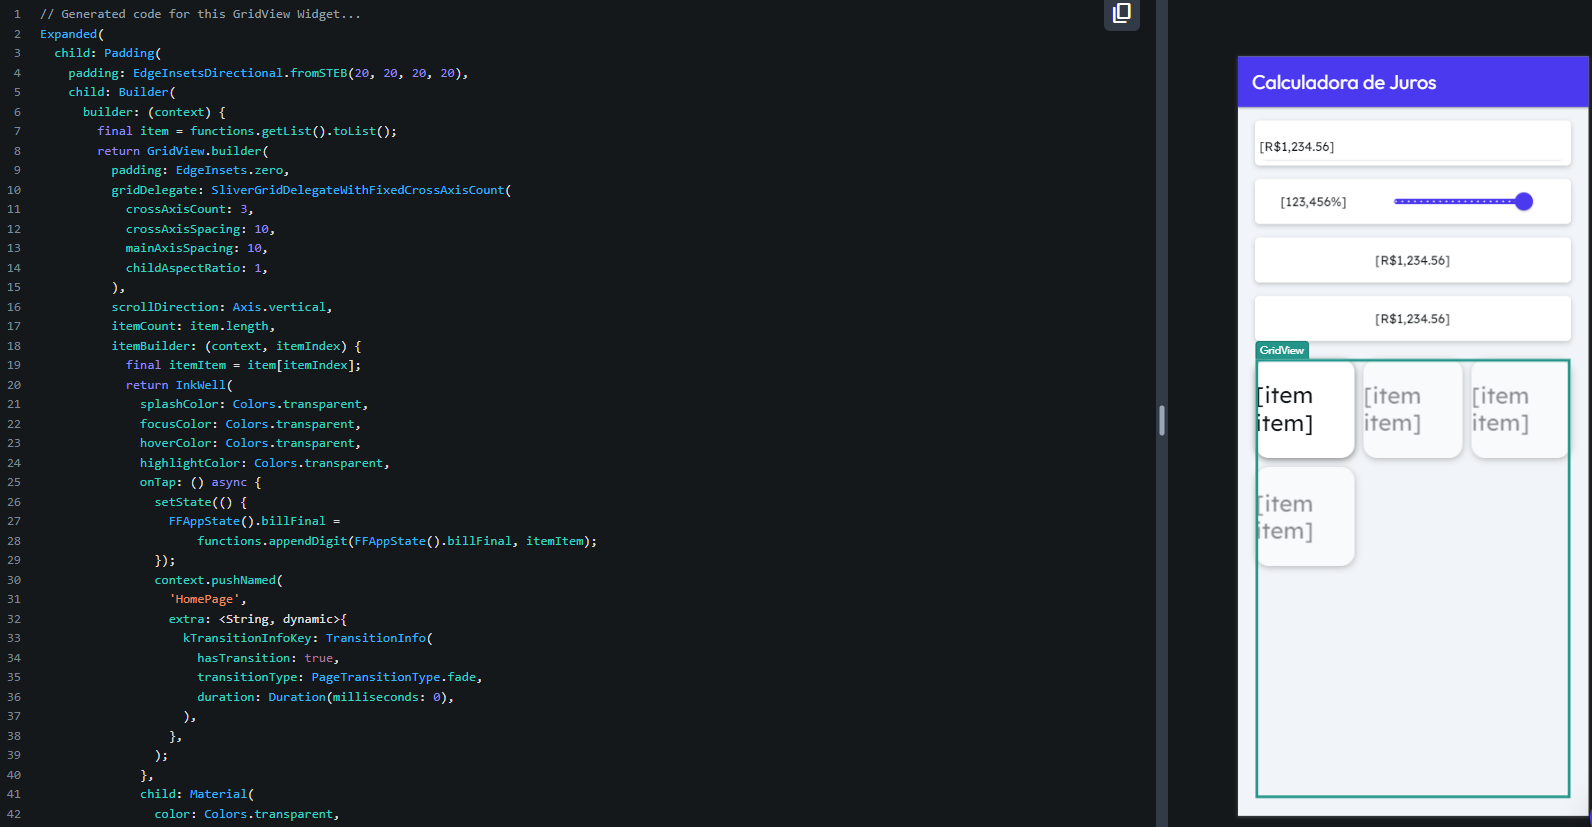 1 // Generated code for this GridView Widget...
2 Expanded(
3 child: Padding(
4 padding: EdgeInsetsDirectional.fromSTEB(20, 20, 20, 20),
5 child: Builder(
6 builder: (context) {
7 final item = functions.getList().toList();
8 return GridView.builder(
9 padding: EdgeInsets.zero,
10 gridDelegate: SliverGridDelegateWithFixedCrossAxisCount(
11 crossAxisCount: 3,
12 crossAxisSpacing: 10,
13 mainAxisSpacing: 10,
14 childAspectRatio: 1,
15 ),
16 scrollDirection: Axis.vertical,
17 itemCount: item.length,
18 itemBuilder: (context, itemIndex) {
19 final itemItem = item[itemIndex];
20 return InkWell(
21 splashColor: Colors.transparent,
22 focusColor: Colors.transparent,
23 hoverColor: Colors.transparent,
24 highlightColor: Colors.transparent,
25 onTap: () async {
26 setState(() {
27 FFAppState().billFinal =
28 functions.appendDigit(FFAppState().billFinal, itemItem);
29 });
30 context.pushNamed(
31 'HomePage',
32 extra: <String, dynamic>{
33 kTransitionInfoKey: TransitionInfo(
34 hasTransition: true,
35 transitionType: PageTransitionType.fade,
36 duration: Duration(milliseconds: 0),
37 ),
38 },
39 );
40 },
41 child: Material(
42 color: Colors.transparent,
Calculadora de Juros
[R$1,234.56]
[123,456%]
[R$1,234.56]
[R$1,234.56]
GridView
[item [item [item
item] item] item]
[item
item]